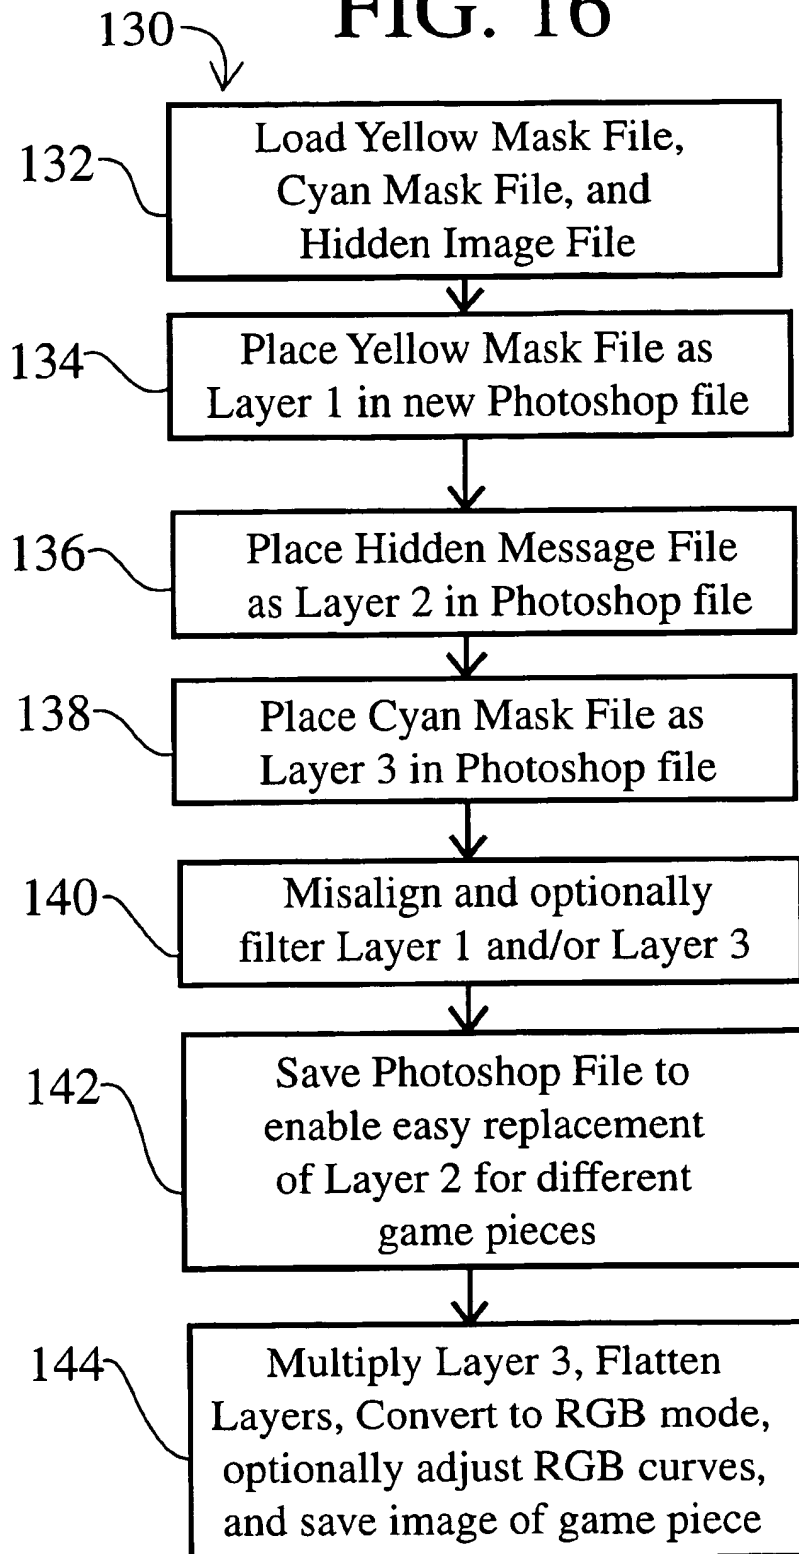 FIG. 16
130
132
Load Yellow Mask File,
Cyan Mask File, and
Hidden Image File
134
Place Yellow Mask File as
Layer 1 in new Photoshop file
136
Place Hidden Message File
as Layer 2 in Photoshop file
138
Place Cyan Mask File as
Layer 3 in Photoshop file
140
Misalign and optionally
filter Layer 1 and/or Layer 3
142
Save Photoshop File to
enable easy replacement
of Layer 2 for different
game pieces
144
Multiply Layer 3, Flatten
Layers, Convert to RGB mode,
optionally adjust RGB curves,
and save image of game piece